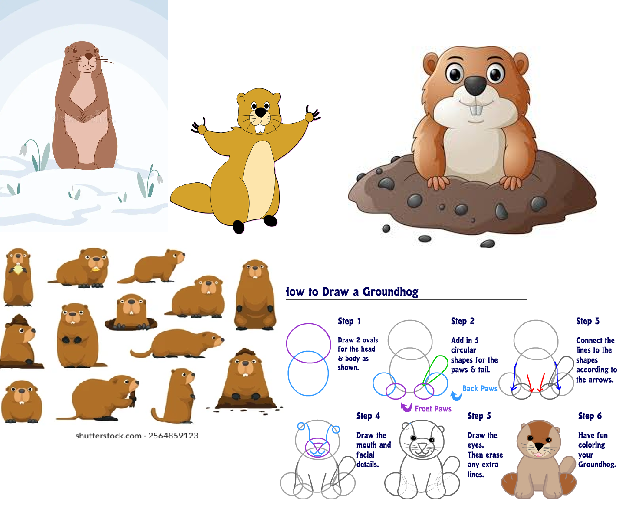 How to Draw a Groundhog
Step 1
Draw 2 ovals
for the head
& body as
shown.
Step 2
Add in 5
circular
shapes for the
paws & tail.
Back Paws
Front Paws
Step 3
Connect the
lines to the
shapes
according to
the arrows.
Step 4
Draw the
mouth and
facial
details.
Step 5
Draw the
eyes.
Then erase
any extra
lines.
Step 6
Have fun
coloring
your
Groundhog.
shutterstock.com · 2564859123